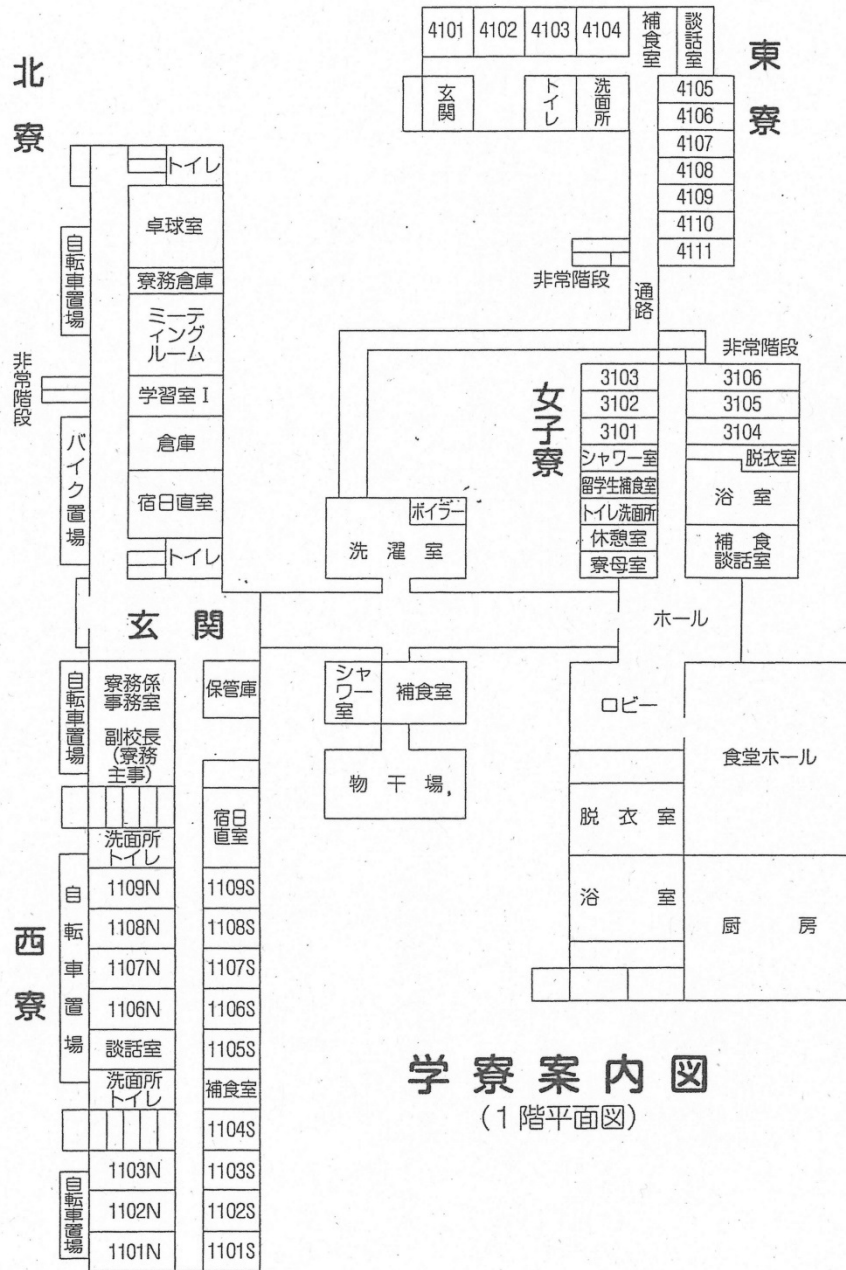 北寮
トイレ
卓球室
自転車置場
寮務倉庫
ミーテ
ィング
ルーム
非常階段
学習室Ⅰ
バイク置場
倉庫
宿日直室
トイレ
玄関
4101
4102
4103
4104
補食室
談話室
東寮
玄関
トイレ
洗面所
4105
4106
4107
4108
4109
4110
4111
非常階段
通路
非常階段
女子寮
3103
3102
3101
シャワー室
留学生補食室
トイレ洗面所
休憩室
寮母室
3106
3105
3104
脱衣室
浴室
補食
談話室
ボイラー
洗濯室
ホール
シャワー室
補食室
物干場
ロビー
食堂ホール
脱衣室
浴室
厨房
自転車置場
寮務係
事務室
副校長
(寮務
主事)
保管庫
洗面所
トイレ
宿日
直室
西寮
自転車置場
1109N
1109S
1108N
1108S
1107N
1107S
1106N
1106S
談話室
1105S
洗面所
トイレ
補食室
1104S
自転車置場
1103N
1103S
1102N
1102S
1101N
1101S
学寮案内図
(1階平面図)